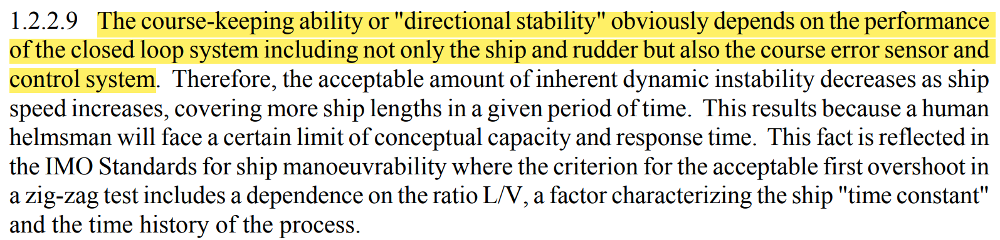 1.2.2.9 The course-keeping ability or "directional stability" obviously depends on the performance
of the closed loop system including not only the ship and rudder but also the course error sensor and
control system. Therefore, the acceptable amount of inherent dynamic instability decreases as ship
speed increases, covering more ship lengths in a given period of time. This results because a human
helmsman will face a certain limit of conceptual capacity and response time. This fact is reflected in
the IMO Standards for ship manoeuvrability where the criterion for the acceptable first overshoot in
a zig-zag test includes a dependence on the ratio L/V, a factor characterizing the ship "time constant"
and the time history of the process.